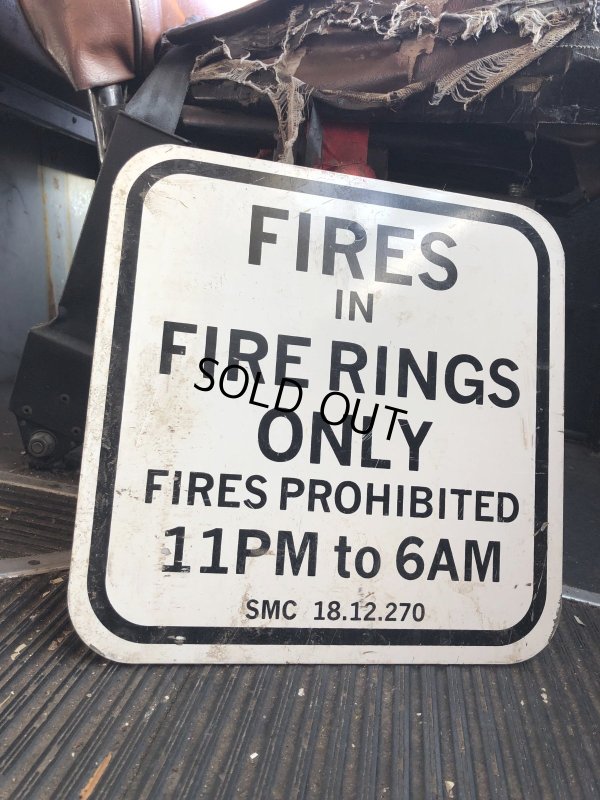 FIRES
IN
FIRE RINGS
SOLD OUT
ONLY
FIRES PROHIBITED
11PM to 6AM
SMC 18.12.270